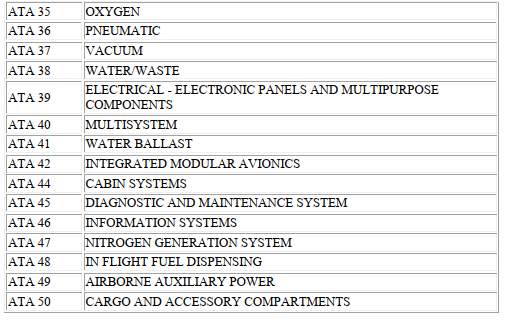 ATA 35 OXYGEN
ATA 36 PNEUMATIC
ATA 37 VACUUM
ATA 38 WATER/WASTE
ATA 39 ELECTRICAL - ELECTRONIC PANELS AND MULTIPURPOSE
COMPONENTS
ATA 40 MULTISYSTEM
ATA 41 WATER BALLAST
ATA 42 INTEGRATED MODULAR AVIONICS
ATA 44 CABIN SYSTEMS
ATA 45 DIAGNOSTIC AND MAINTENANCE SYSTEM
ATA 46 INFORMATION SYSTEMS
ATA 47 NITROGEN GENERATION SYSTEM
ATA 48 IN FLIGHT FUEL DISPENSING
ATA 49 AIRBORNE AUXILIARY POWER
ATA 50 CARGO AND ACCESSORY COMPARTMENTS